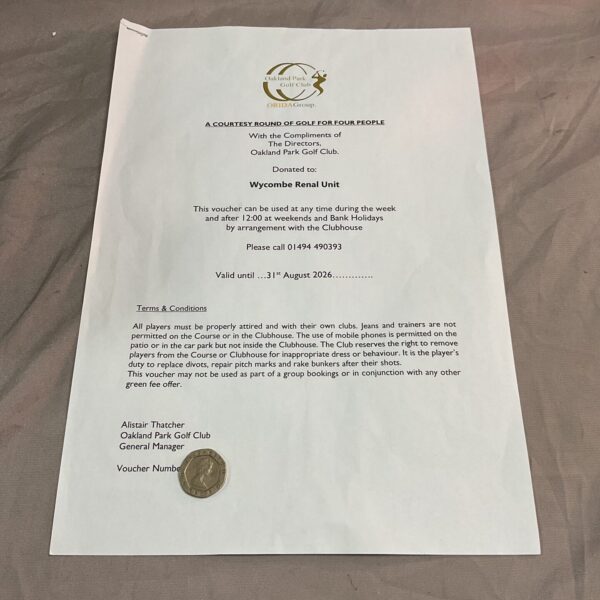 Oakland Park
Golf Club
ORIDAGroup.
A COURTESY ROUND OF GOLF FOR FOUR PEOPLE
With the Compliments of
The Directors,
Oakland Park Golf Club.
Donated to:
Wycombe Renal Unit
This voucher can be used at any time during the week
and after 12:00 at weekends and Bank Holidays
by arrangement with the Clubhouse
Please call 01494 490393
Valid until …31st August 2026………….
Terms & Conditions
All players must be properly attired and with their own clubs. Jeans and trainers are not
permitted on the Course or in the Clubhouse. The use of mobile phones is permitted on the
patio or in the car park but not inside the Clubhouse. The Club reserves the right to remove
players from the Course or Clubhouse for inappropriate dress or behaviour. It is the player's
duty to replace divots, repair pitch marks and rake bunkers after their shots.
This voucher may not be used as part of a group bookings or in conjunction with any other
green fee offer.
Alistair Thatcher
Oakland Park Golf Club
General Manager
Voucher Numbe